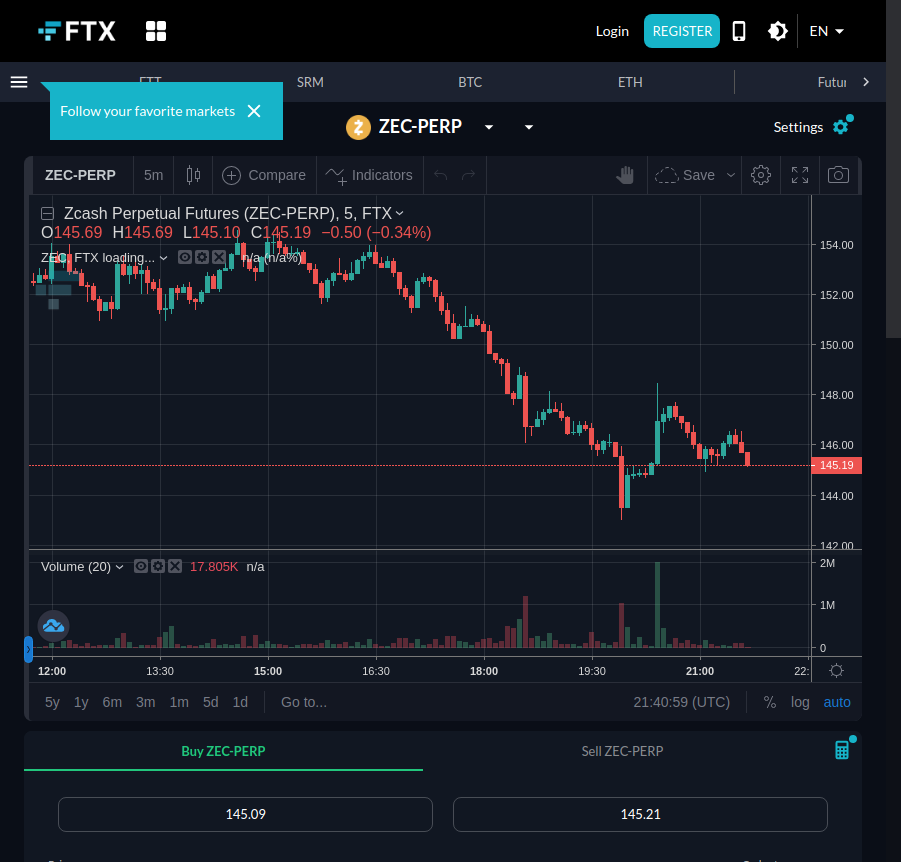 FTX
Login
REGISTER
EN
SRM
BTC
ETH
Futur
Follow your favorite markets
ZEC-PERP
Settings
ZEC-PERP 5m Compare Indicators Save
Zcash Perpetual Futures (ZEC-PERP), 5, FTX
O145.69 H145.69 L145.10 C145.19 −0.50 (−0.34%)
ZEC: FTX loading... n/a (n/a%)
154.00
152.00
150.00
148.00
146.00
145.19
144.00
142.00
Volume (20) 17.805K n/a
2M
1M
0
12:00 13:30 15:00 16:30 18:00 19:30 21:00 22:
5y 1y 6m 3m 1m 5d 1d Go to... 21:40:59 (UTC) % log auto
Buy ZEC-PERP Sell ZEC-PERP
145.09 145.21